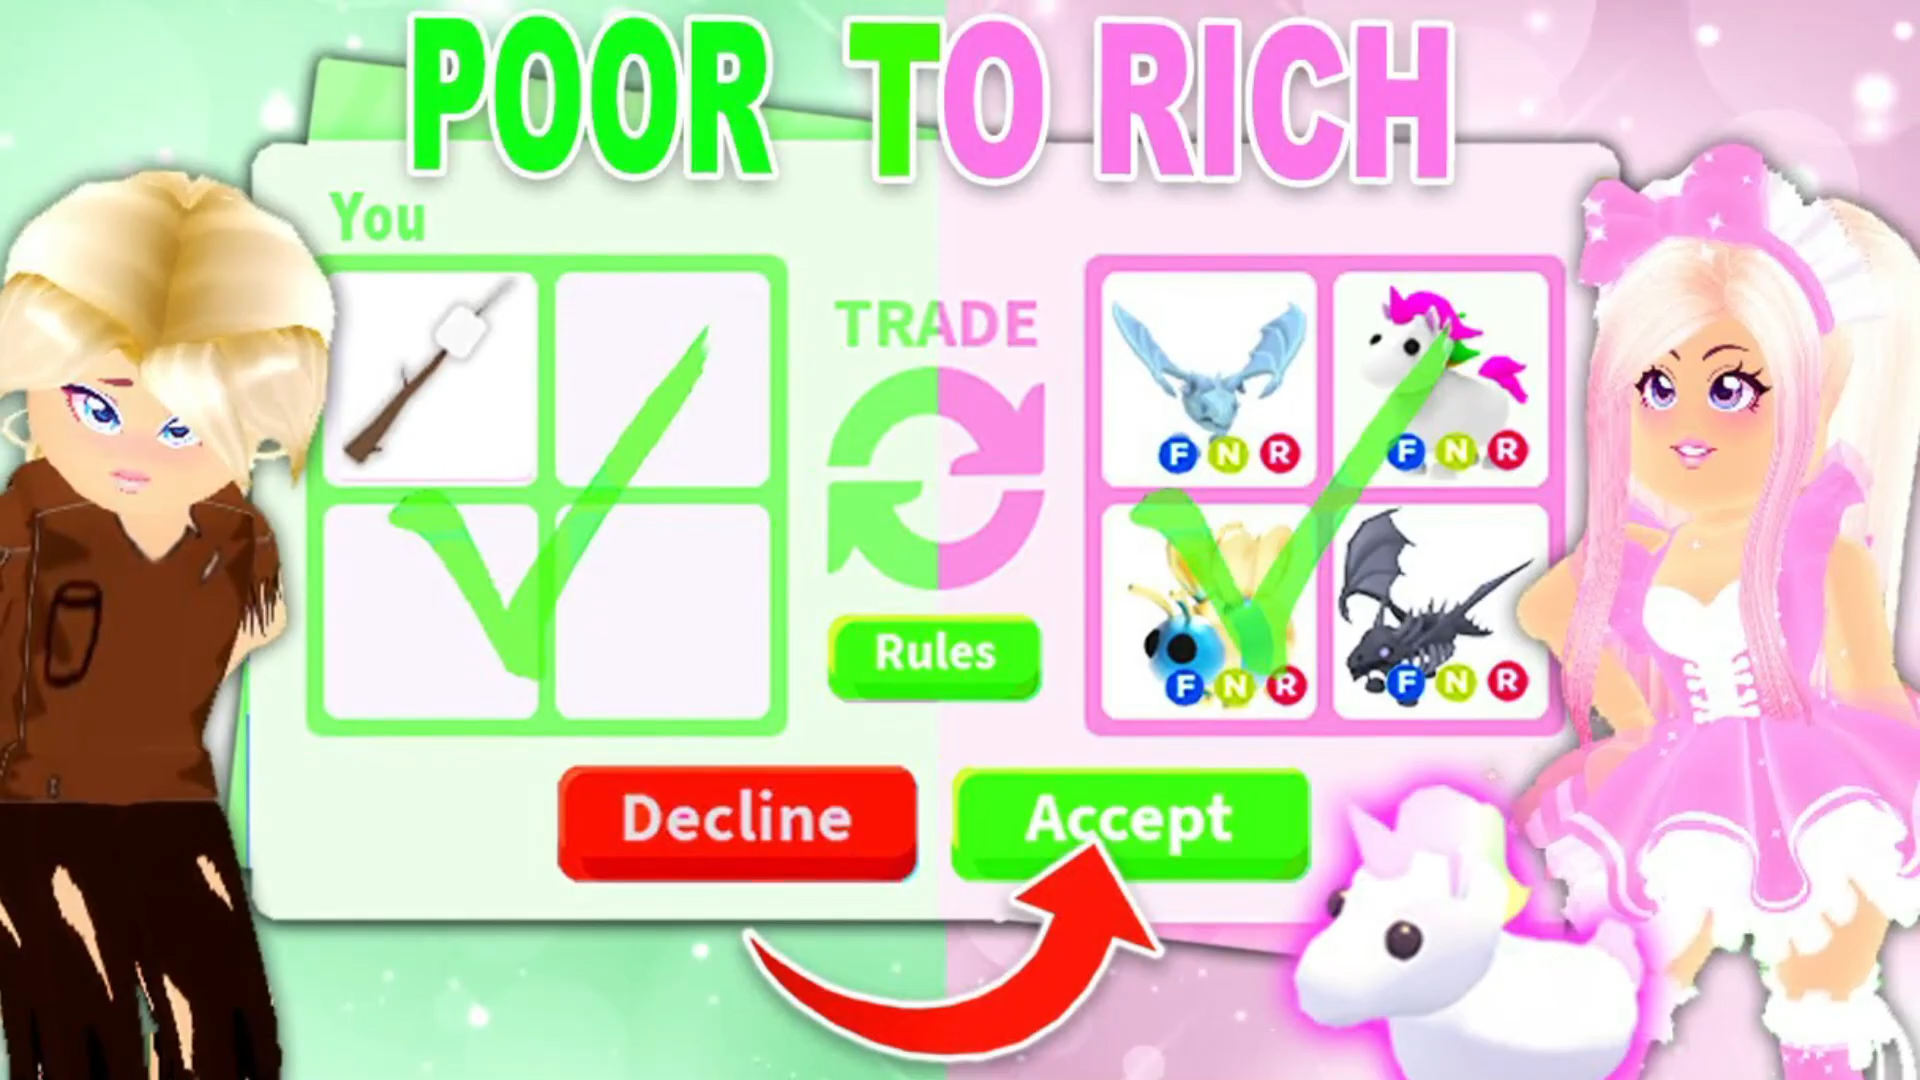 POOR TO RICH
You
TRADE
F N R
F N R
F N R
F N R
Rules
Decline
Accept